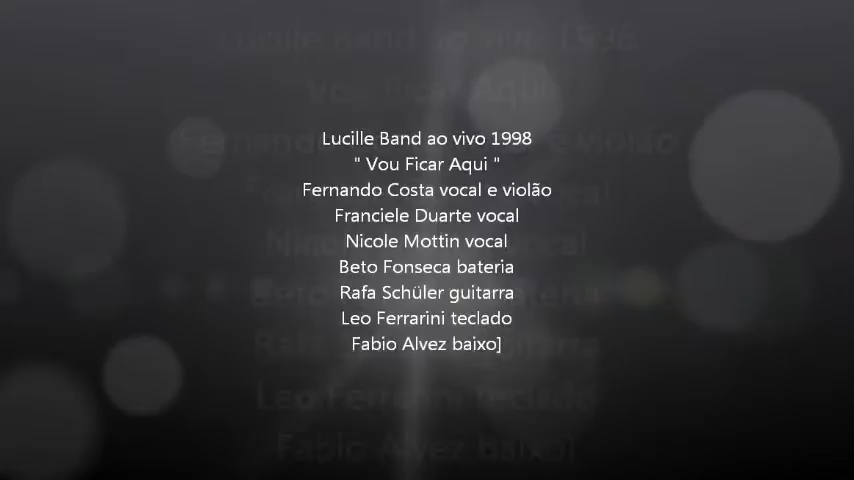 Lucille Band ao vivo 1998
" Vou Ficar Aqui "
Fernando Costa vocal e violão
Franciele Duarte vocal
Nicole Mottin vocal
Beto Fonseca bateria
Rafa Schüler guitarra
Leo Ferrarini teclado
Fabio Alvez baixo]